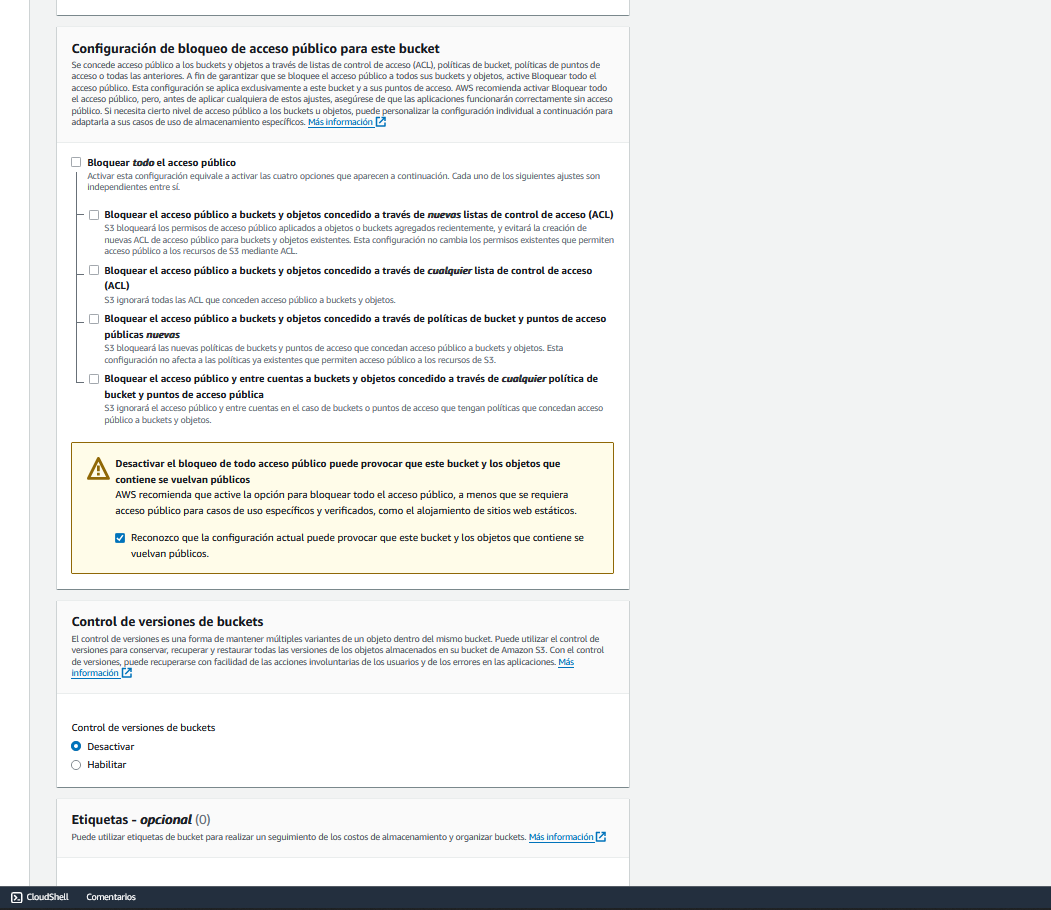 Configuración de bloqueo de acceso público para este bucket
Se concede acceso público a los buckets y objetos a través de listas de control de acceso (ACL), políticas de bucket, políticas de puntos de
acceso o todas las anteriores. A fin de garantizar que se bloquee el acceso público a todos sus buckets y objetos, active Bloquear todo el
acceso público. Esta configuración se aplica exclusivamente a este bucket y a sus puntos de acceso. AWS recomienda activar Bloquear todo
el acceso público, pero, antes de aplicar cualquiera de estos ajustes, asegúrese de que las aplicaciones funcionarán correctamente sin acceso
público. Si necesita cierto nivel de acceso público a los buckets u objetos, puede personalizar la configuración individual a continuación para
adaptarla a sus casos de uso de almacenamiento específicos. Más información
Bloquear todo el acceso público
Activar esta configuración equivale a activar las cuatro opciones que aparecen a continuación. Cada uno de los siguientes ajustes son
independientes entre sí.
Bloquear el acceso público a buckets y objetos concedido a través de nuevas listas de control de acceso (ACL)
S3 bloqueará los permisos de acceso público aplicados a objetos o buckets agregados recientemente, y evitará la creación de
nuevas ACL de acceso público para buckets y objetos existentes. Esta configuración no cambia los permisos existentes que permiten
acceso público a los recursos de S3 mediante ACL.
Bloquear el acceso público a buckets y objetos concedido a través de cualquier lista de control de acceso
(ACL)
S3 ignorará todas las ACL que conceden acceso público a buckets y objetos.
Bloquear el acceso público a buckets y objetos concedido a través de políticas de bucket y puntos de acceso
públicas nuevas
S3 bloqueará las nuevas políticas de buckets y puntos de acceso que concedan acceso público a buckets y objetos. Esta
configuración no afecta a las políticas ya existentes que permiten acceso público a los recursos de S3.
Bloquear el acceso público y entre cuentas a buckets y objetos concedido a través de cualquier política de
bucket y puntos de acceso pública
S3 ignorará el acceso público y entre cuentas en el caso de buckets o puntos de acceso que tengan políticas que concedan acceso
público a buckets y objetos.
Desactivar el bloqueo de todo acceso público puede provocar que este bucket y los objetos que
contiene se vuelvan públicos
AWS recomienda que active la opción para bloquear todo el acceso público, a menos que se requiera
acceso público para casos de uso específicos y verificados, como el alojamiento de sitios web estáticos.
Reconozco que la configuración actual puede provocar que este bucket y los objetos que contiene se
vuelvan públicos.
Control de versiones de buckets
El control de versiones es una forma de mantener múltiples variantes de un objeto dentro del mismo bucket. Puede utilizar el control de
versiones para conservar, recuperar y restaurar todas las versiones de los objetos almacenados en su bucket de Amazon S3. Con el control
de versiones, puede recuperarse con facilidad de las acciones involuntarias de los usuarios y de los errores en las aplicaciones. Más
información
Control de versiones de buckets
Desactivar
Habilitar
Etiquetas - opcional (0)
Puede utilizar etiquetas de bucket para realizar un seguimiento de los costos de almacenamiento y organizar buckets. Más información
CloudShell Comentarios